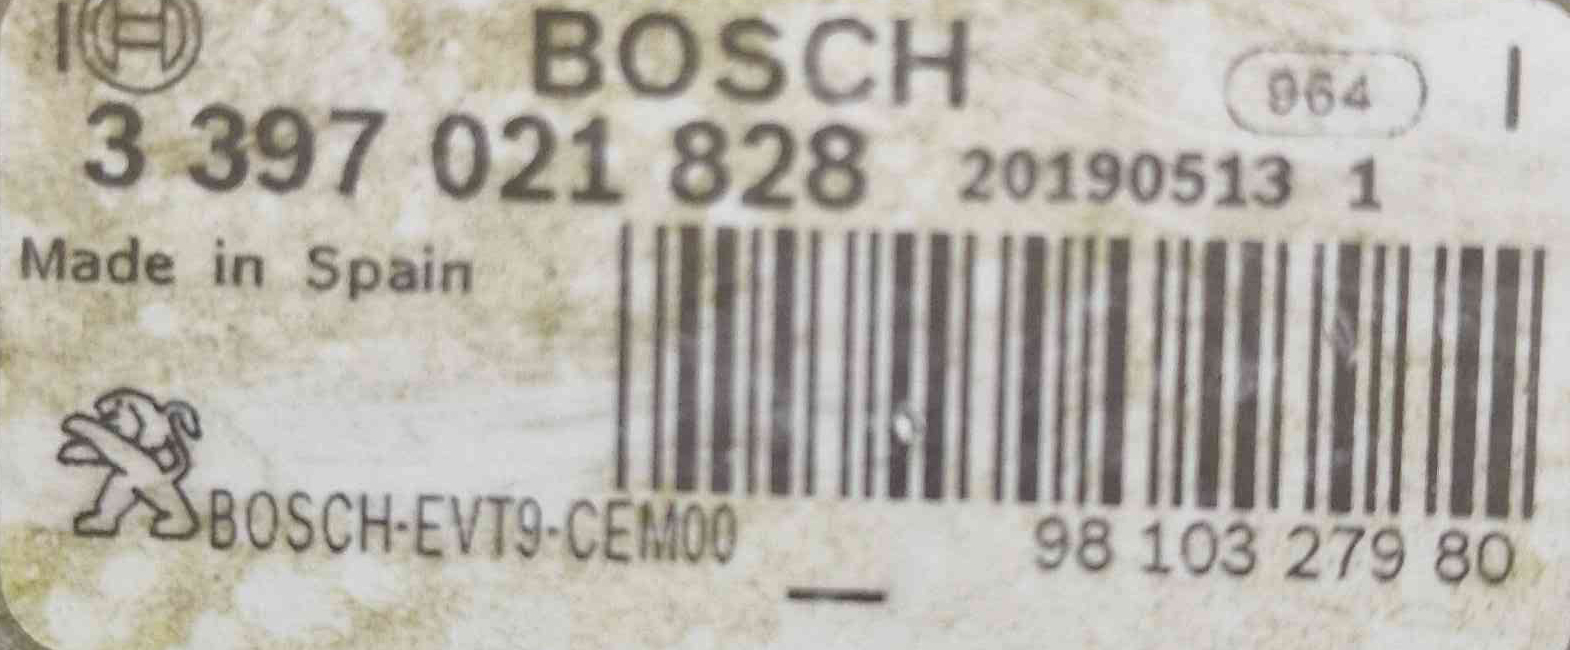 BOSCH 964
3 397 021 828 20190513 1
Made in Spain
BOSCH-EVT9-CEM00 98 103 279 80